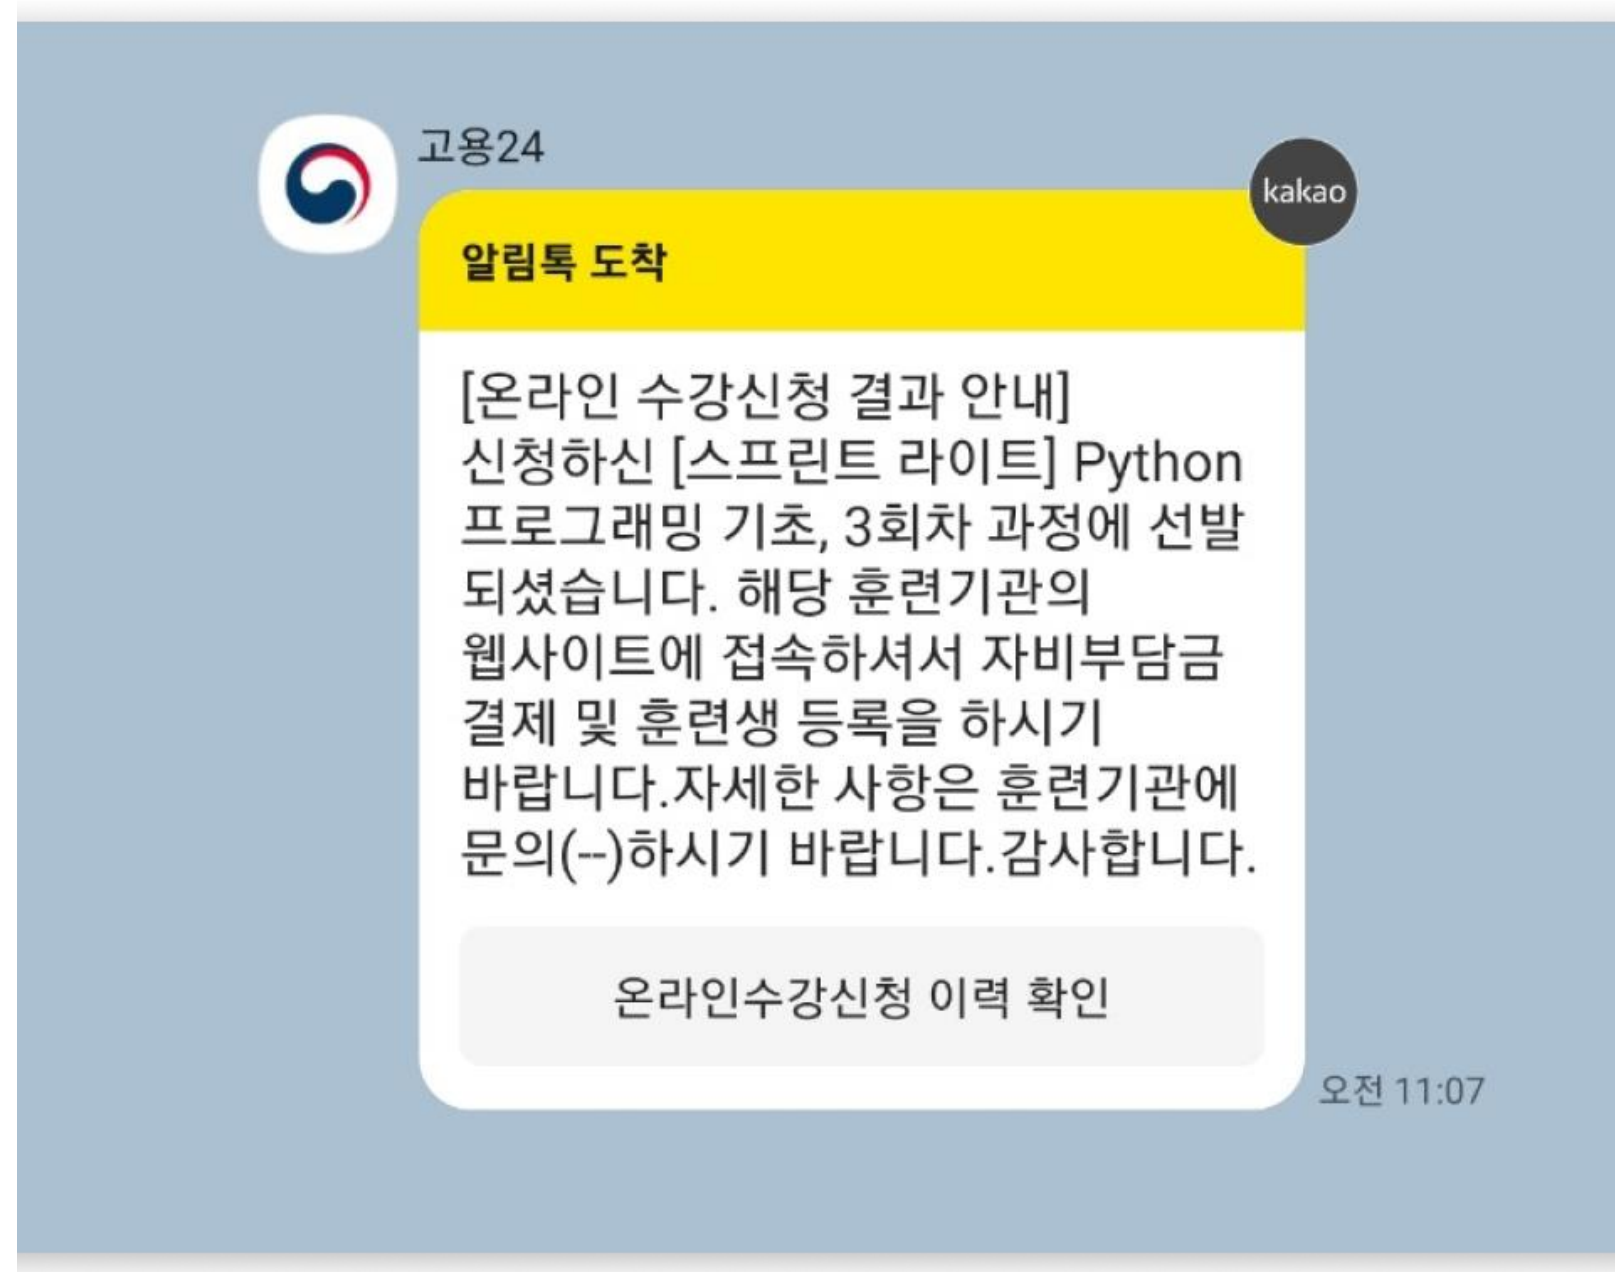 고용24
kakao
알림톡 도착
[온라인 수강신청 결과 안내]
신청하신 [스프린트 라이트] Python
프로그래밍 기초, 3회차 과정에 선발
되셨습니다. 해당 훈련기관의
웹사이트에 접속하셔서 자비부담금
결제 및 훈련생 등록을 하시기
바랍니다.자세한 사항은 훈련기관에
문의(--)하시기 바랍니다.감사합니다.
온라인수강신청 이력 확인
오전 11:07